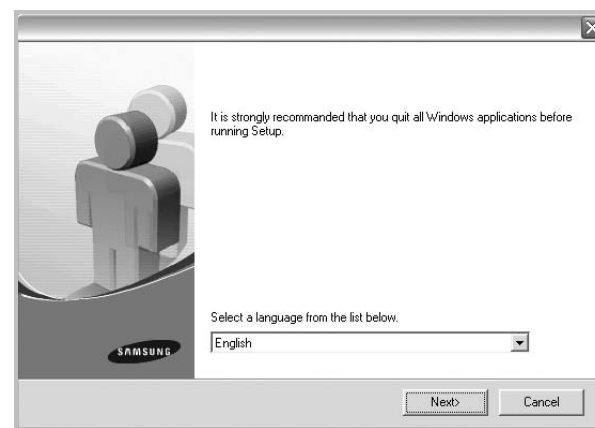 It is strongly recommanded that you quit all Windows applications before
running Setup.
Select a language from the list below.
English
SAMSUNG
Next>
Cancel